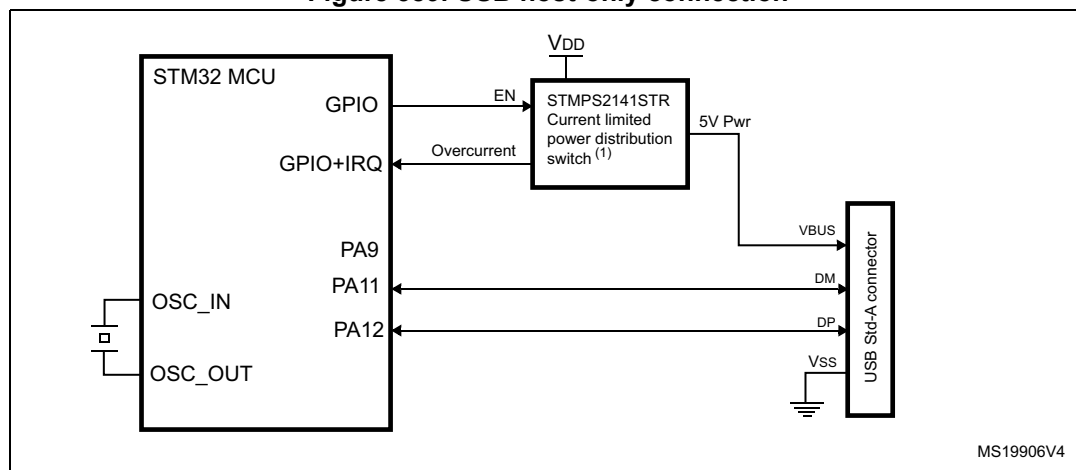 Figure
USB host-only connection
VDD
STM32 MCU
GPIO
EN
STMPS2141STR
Current limited
power distribution
switch (1)
5V Pwr
GPIO+IRQ
Overcurrent
PA9
VBUS
PA11
DM
OSC_IN
PA12
DP
OSC_OUT
VSS
USB Std-A connector
MS19906V4